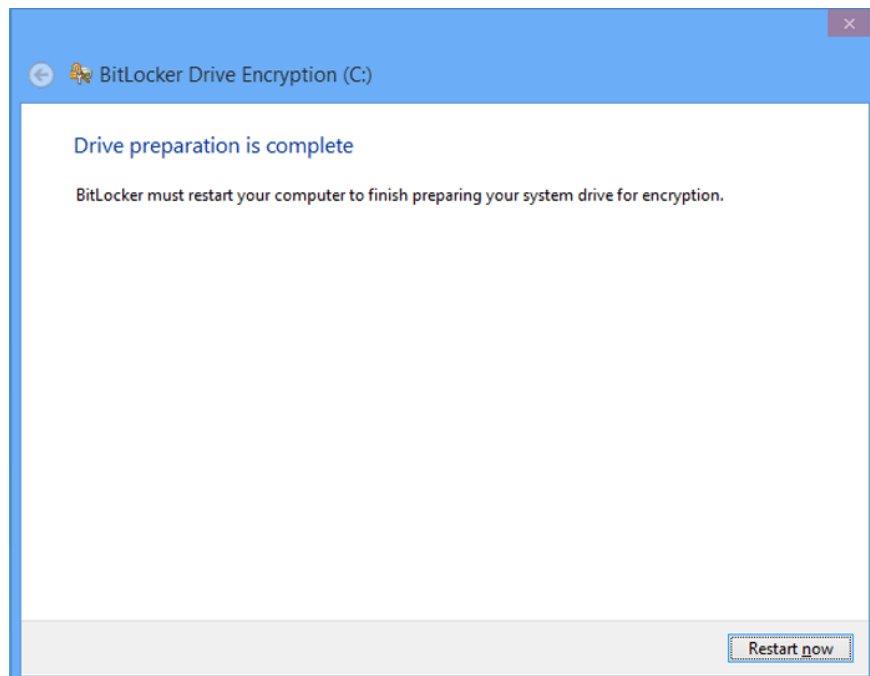 BitLocker Drive Encryption (C:)
Drive preparation is complete
BitLocker must restart your computer to finish preparing your system drive for encryption.
Restart now